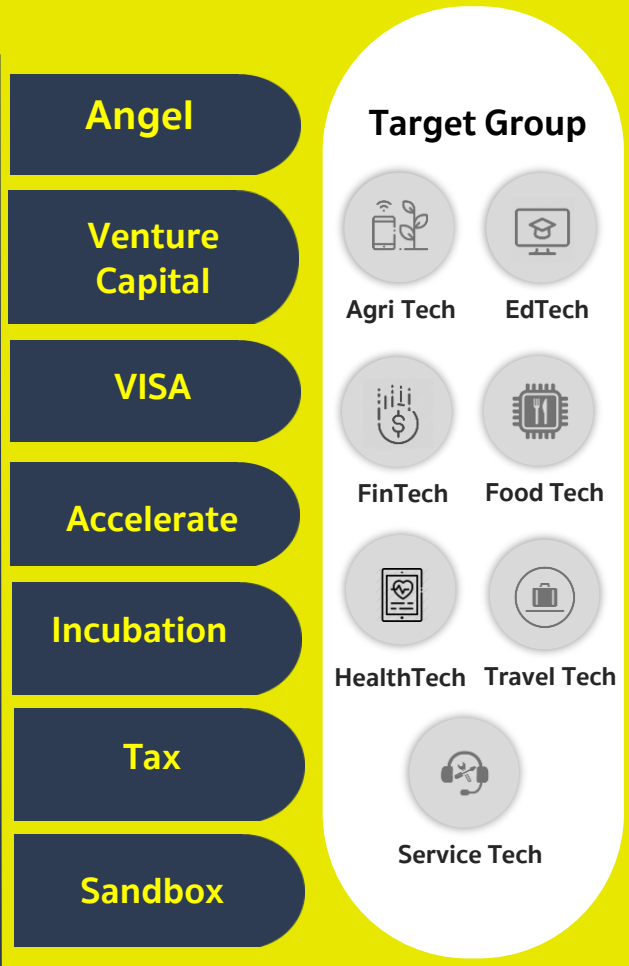 Angel
Venture
Capital
VISA
Accelerate
Incubation
Tax
Sandbox
Target Group
Agri Tech
EdTech
FinTech
Food Tech
HealthTech
Travel Tech
Service Tech